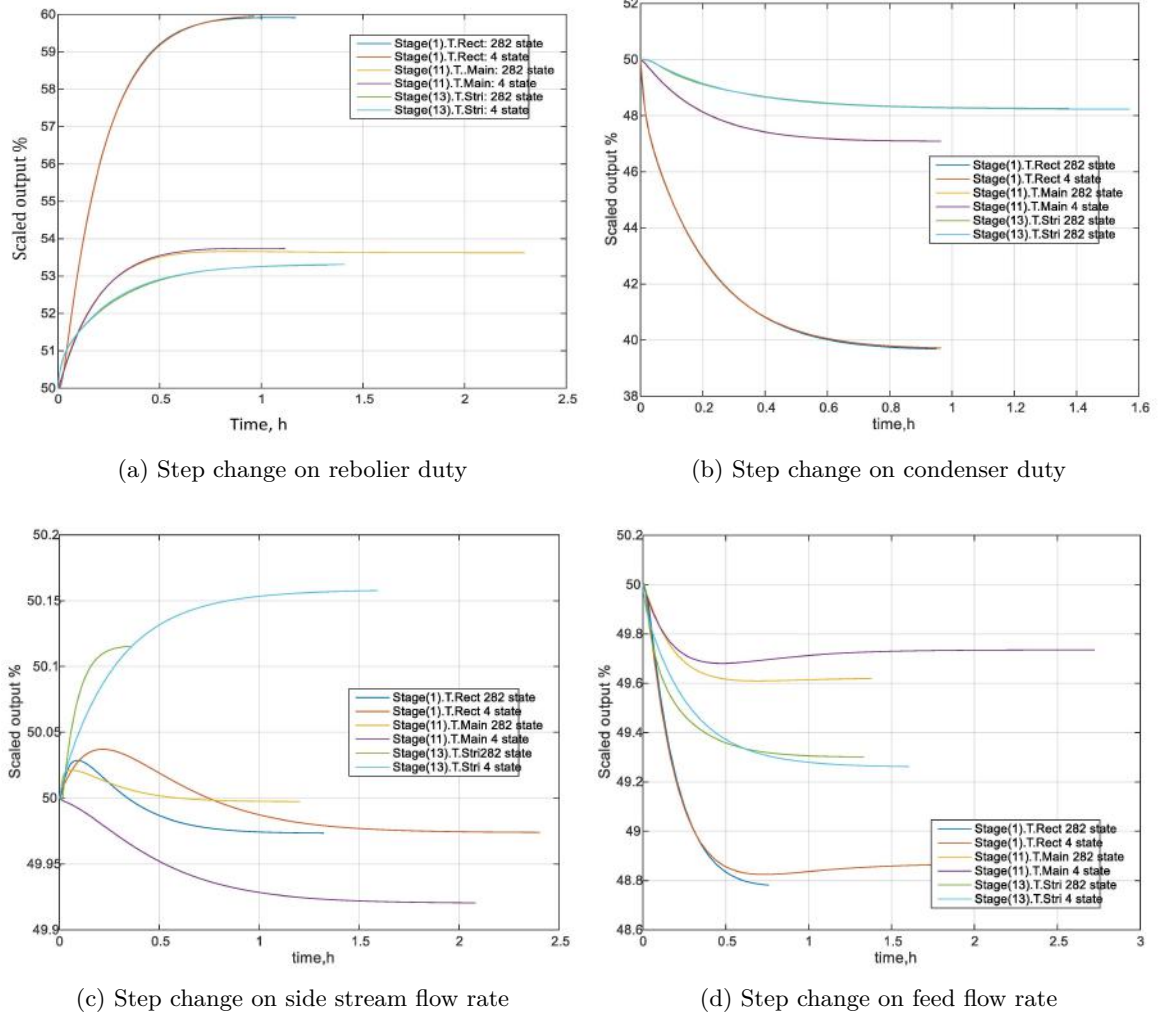 60
59
58
57
56
55
54
53
52
51
50
Scaled output %
Stage(1).T.Rect: 282 state
Stage(1).T.Rect: 4 state
Stage(11).T..Main: 282 state
Stage(11).T.Main: 4 state
Stage(13).T.Stri: 282 state
Stage(13).T.Stri: 4 state
0 0.5 1 1.5 2 2.5
Time, h
(a) Step change on rebolier duty
52
50
48
46
44
42
40
38
Scaled output %
Stage(1).T.Rect 282 state
Stage(1).T.Rect 4 state
Stage(11).T.Main 282 state
Stage(11).T.Main 4 state
Stage(13).T.Stri 282 state
Stage(13).T.Stri 282 state
0 0.2 0.4 0.6 0.8 1 1.2 1.4 1.6
time,h
(b) Step change on condenser duty
50.2
50.15
50.1
50.05
50
49.95
49.9
Scaled output %
Stage(1).T.Rect 282 state
Stage(1).T.Rect 4 state
Stage(11).T.Main 282 state
Stage(11).T.Main 4 state
Stage(13).T.Stri282 state
Stage(13).T.Stri 4 state
0 0.5 1 1.5 2 2.5
time,h
(c) Step change on side stream flow rate
50.2
50
49.8
49.6
49.4
49.2
49
48.8
48.6
Scaled output %
Stage(1).T.Rect 282 state
Stage(1).T.Rect 4 state
Stage(11).T.Main 282 state
Stage(11).T.Main 4 state
Stage(13).T.Stri 282 state
Stage(13).T.Stri 4 state
0 0.5 1 1.5 2 2.5 3
time,h
(d) Step change on feed flow rate